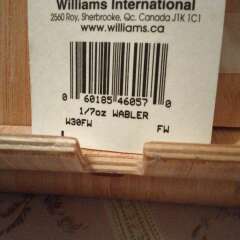 Williams International
2560 Roy, Sherbrooke, Qc. Canada J1K 1C1
www.williams.ca
0 60185 46057 0
1/7oz WABLER
W30FW FW